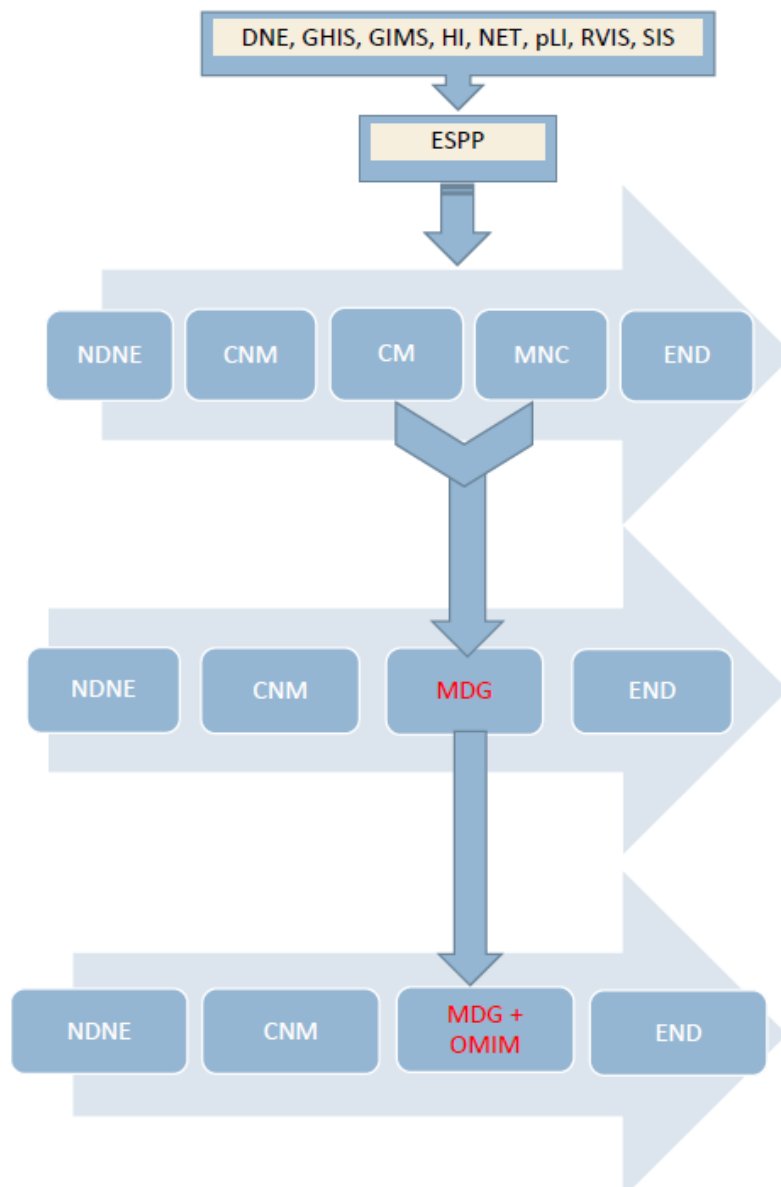 DNE, GHIS, GIMS, HI, NET, pLI, RVIS, SIS
ESPP
NDNE
CNM
CM
MNC
END
NDNE
CNM
MDG
END
NDNE
CNM
MDG +
OMIM
END